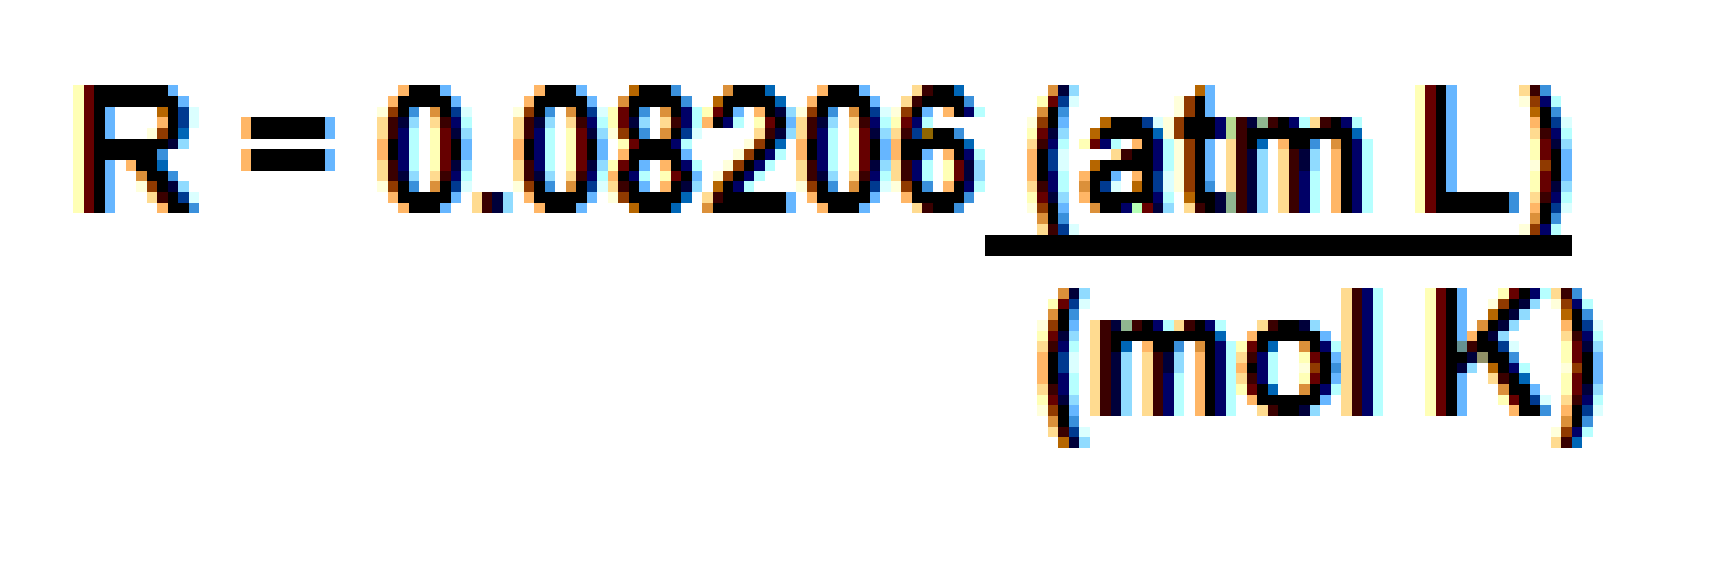 R = 0.08206 (atm L)
(mol K)